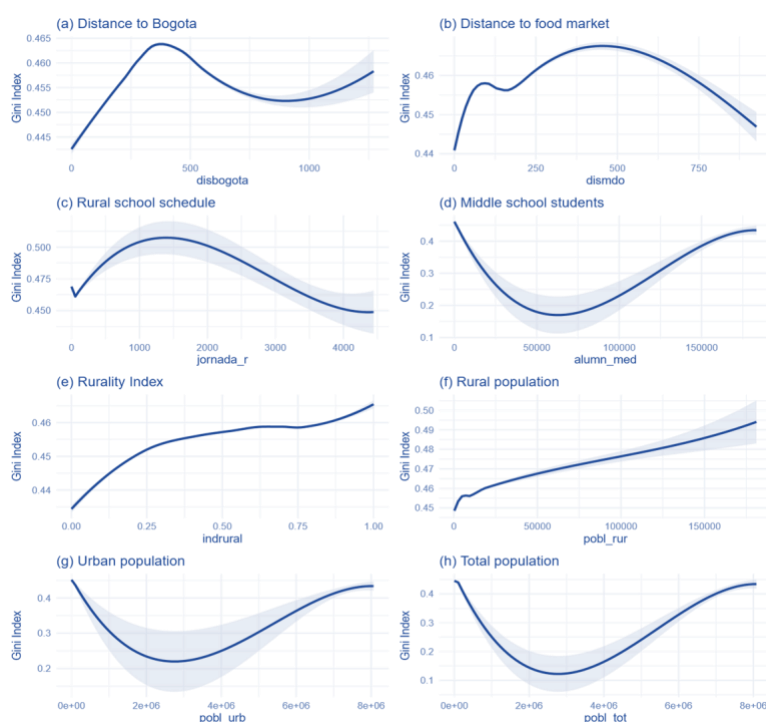 (a) Distance to Bogota
Gini Index
0.465
0.460
0.455
0.450
0.445
0 500 1000
disbogota
(b) Distance to food market
Gini Index
0.46
0.45
0.44
0 250 500 750
dismdo
(c) Rural school schedule
Gini Index
0.500
0.475
0.450
0 1000 2000 3000 4000
jornada_r
(d) Middle school students
Gini Index
0.4
0.3
0.2
0.1
0 50000 100000 150000
alumn_med
(e) Rurality Index
Gini Index
0.46
0.45
0.44
0.00 0.25 0.50 0.75 1.00
indrural
(f) Rural population
Gini Index
0.50
0.49
0.48
0.47
0.46
0.45
0 50000 100000 150000
pobl_rur
(g) Urban population
Gini Index
0.4
0.3
0.2
0e+00 2e+06 4e+06 6e+06 8e+06
pobl_urb
(h) Total population
Gini Index
0.4
0.3
0.2
0.1
0e+00 2e+06 4e+06 6e+06 8e+06
pobl_tot